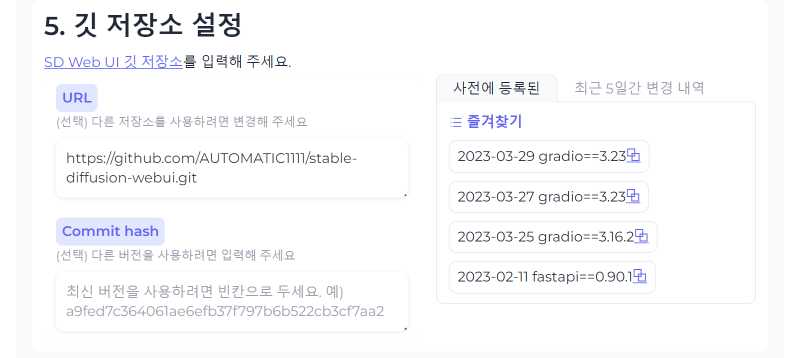 5. 깃 저장소 설정
SD Web UI 깃 저장소를 입력해 주세요.
URL
(선택) 다른 저장소를 사용하려면 변경해 주세요
https://github.com/AUTOMATIC1111/stable-
diffusion-webui.git
Commit hash
(선택) 다른 버전을 사용하려면 입력해 주세요
최신 버전을 사용하려면 빈칸으로 두세요. 예)
a9fed7c364061ae6efb37f797b6b522cb3cf7aa2
사전에 등록된
최근 5일간 변경 내역
즐겨찾기
2023-03-29 gradio==3.23
2023-03-27 gradio==3.23
2023-03-25 gradio==3.16.2
2023-02-11 fastapi==0.90.1